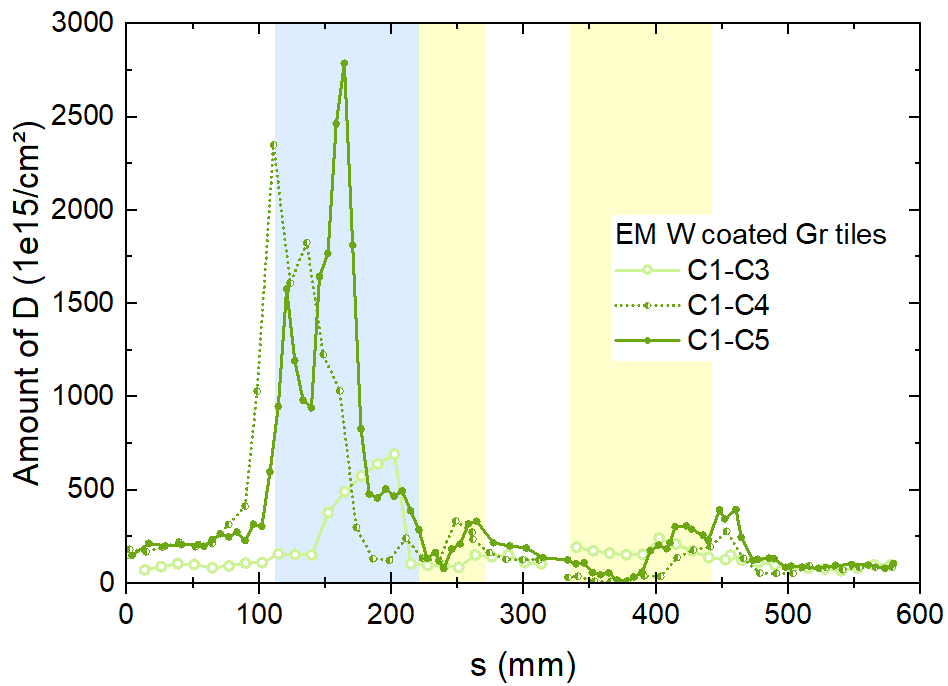 3000
2500
2000
1500
1000
500
0
Amount of D (1e15/cm²)
EM W coated Gr tiles
C1-C3
C1-C4
C1-C5
0 100 200 300 400 500 600
s (mm)